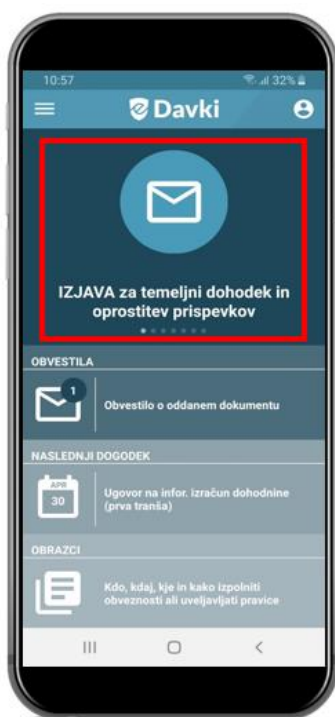 10:57
32%
Davki
IZJAVA za temeljni dohodek in
oprostitev prispevkov
OBVESTILA
1
Obvestilo o oddanem dokumentu
NASLEDNJI DOGODEK
APR
30
Ugovor na infor. izračun dohodnine
(prva tranša)
OBRAZCI
Kdo, kdaj, kje in kako izpolniti
obveznosti ali uveljavljati pravice